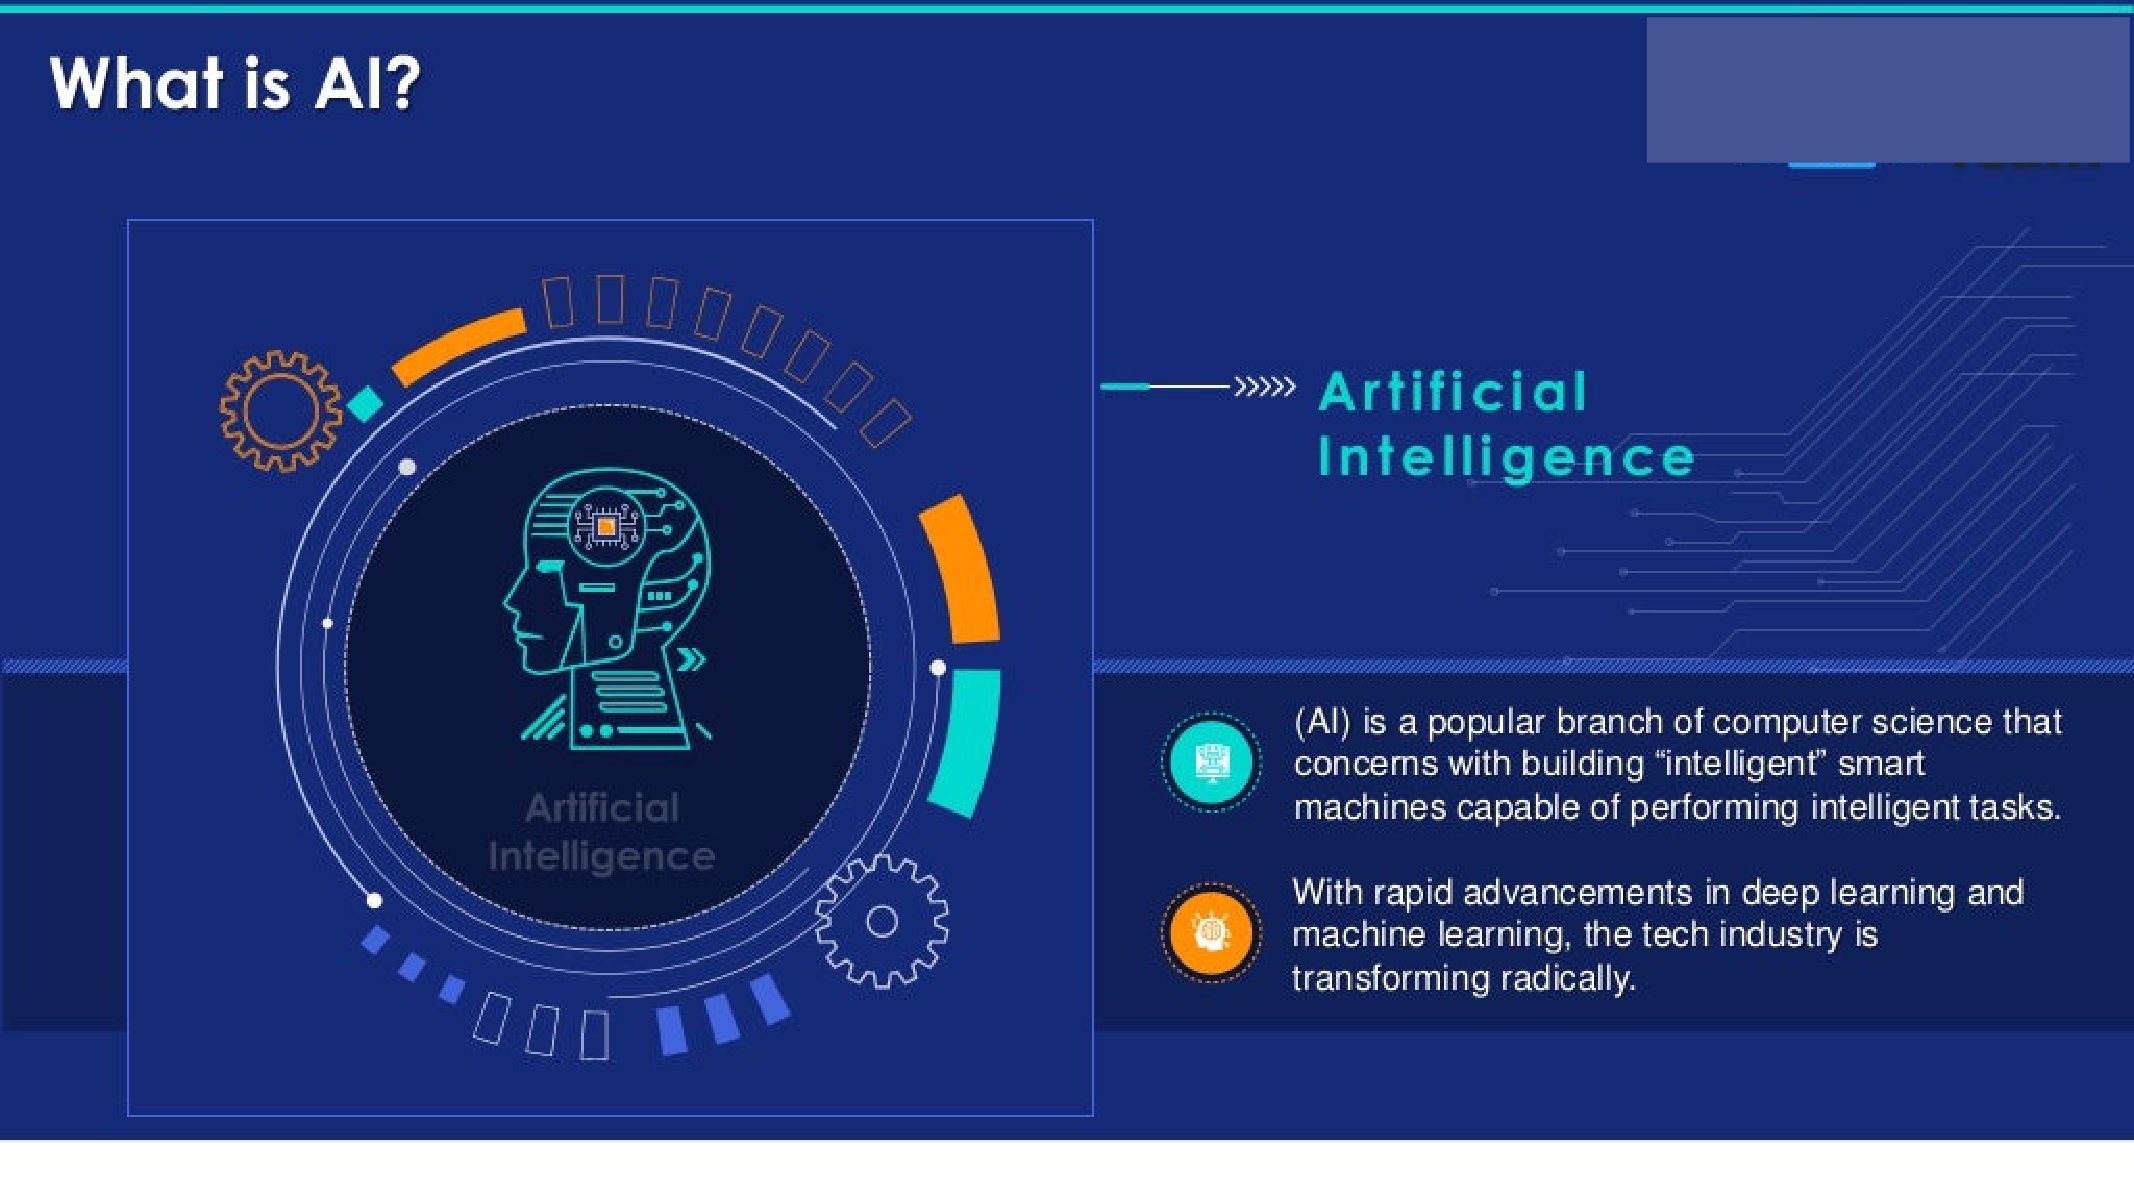 What is AI?
Artificial
Intelligence
Artificial
Intelligence
(AI) is a popular branch of computer science that
concerns with building “intelligent” smart
machines capable of performing intelligent tasks.
With rapid advancements in deep learning and
machine learning, the tech industry is
transforming radically.